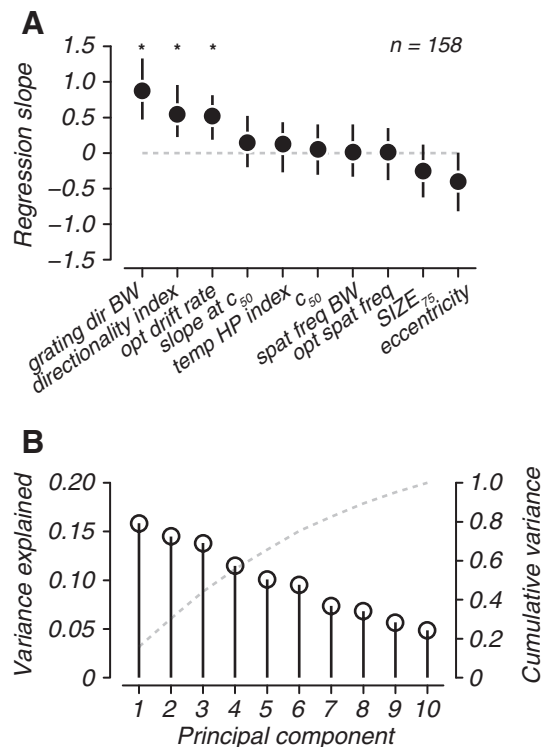 A
n = 158
* * *
Regression slope
1.5
1.0
0.5
0
−0.5
−1.0
−1.5
grating dir BW
directionality index
opt drift rate
slope at c50
temp HP index
c50
spat freq BW
opt spat freq
SIZE75
eccentricity
B
Variance explained
0.20
0.15
0.10
0.05
0
1.0
0.8
0.6
0.4
0.2
0
Cumulative variance
1 2 3 4 5 6 7 8 9 10
Principal component